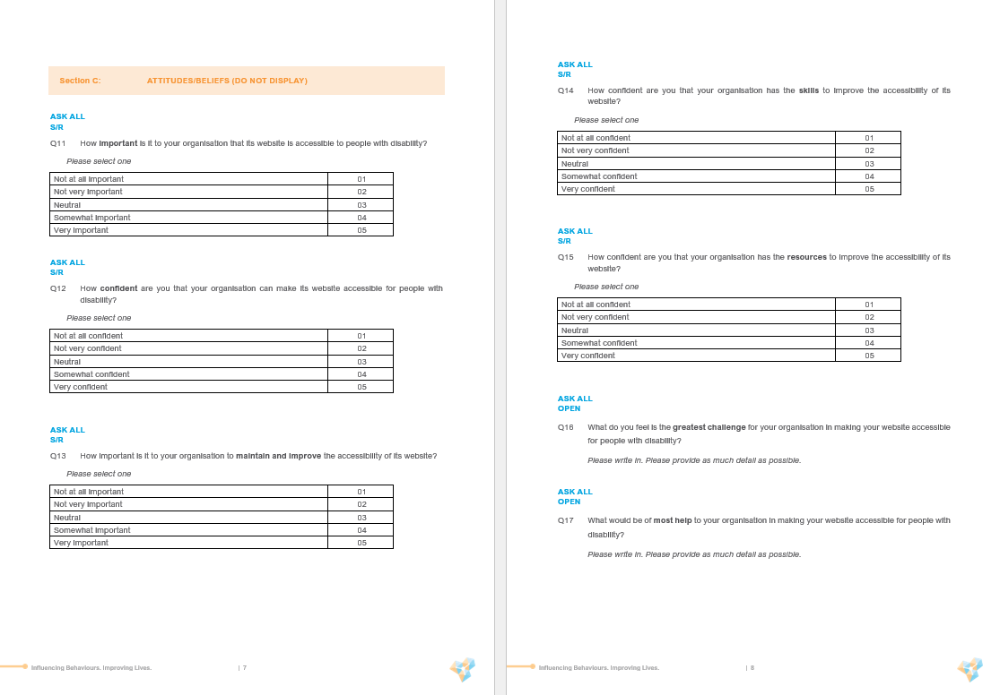 Section C: ATTITUDES/BELIEFS (DO NOT DISPLAY)
ASK ALL
S/R
Q11 How important is it to your organisation that its website is accessible to people with disability?
Please select one
Not at all important 01
Not very important 02
Neutral 03
Somewhat important 04
Very important 05
ASK ALL
S/R
Q12 How confident are you that your organisation can make its website accessible for people with
disability?
Please select one
Not at all confident 01
Not very confident 02
Neutral 03
Somewhat confident 04
Very confident 05
ASK ALL
S/R
Q13 How important is it to your organisation to maintain and improve the accessibility of its website?
Please select one
Not at all important 01
Not very important 02
Neutral 03
Somewhat important 04
Very important 05
Influencing Behaviours. Improving Lives. | 7
ASK ALL
S/R
Q14 How confident are you that your organisation has the skills to improve the accessibility of its
website?
Please select one
Not at all confident 01
Not very confident 02
Neutral 03
Somewhat confident 04
Very confident 05
ASK ALL
S/R
Q15 How confident are you that your organisation has the resources to improve the accessibility of its
website?
Please select one
Not at all confident 01
Not very confident 02
Neutral 03
Somewhat confident 04
Very confident 05
ASK ALL
OPEN
Q16 What do you feel is the greatest challenge for your organisation in making your website accessible
for people with disability?
Please write in. Please provide as much detail as possible.
ASK ALL
OPEN
Q17 What would be of most help to your organisation in making your website accessible for people with
disability?
Please write in. Please provide as much detail as possible.
Influencing Behaviours. Improving Lives. | 8